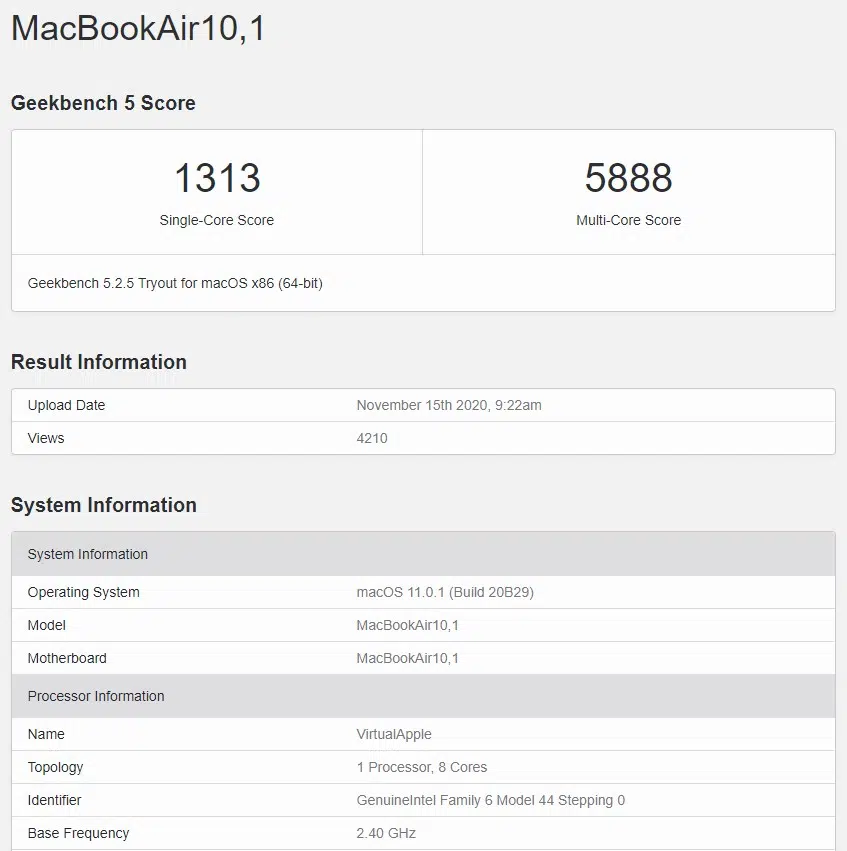 MacBookAir10,1
Geekbench 5 Score
1313 5888
Single-Core Score Multi-Core Score
Geekbench 5.2.5 Tryout for macOS x86 (64-bit)
Result Information
Upload Date November 15th 2020, 9:22am
Views 4210
System Information
System Information
Operating System macOS 11.0.1 (Build 20B29)
Model MacBookAir10,1
Motherboard MacBookAir10,1
Processor Information
Name VirtualApple
Topology 1 Processor, 8 Cores
Identifier GenuineIntel Family 6 Model 44 Stepping 0
Base Frequency 2.40 GHz